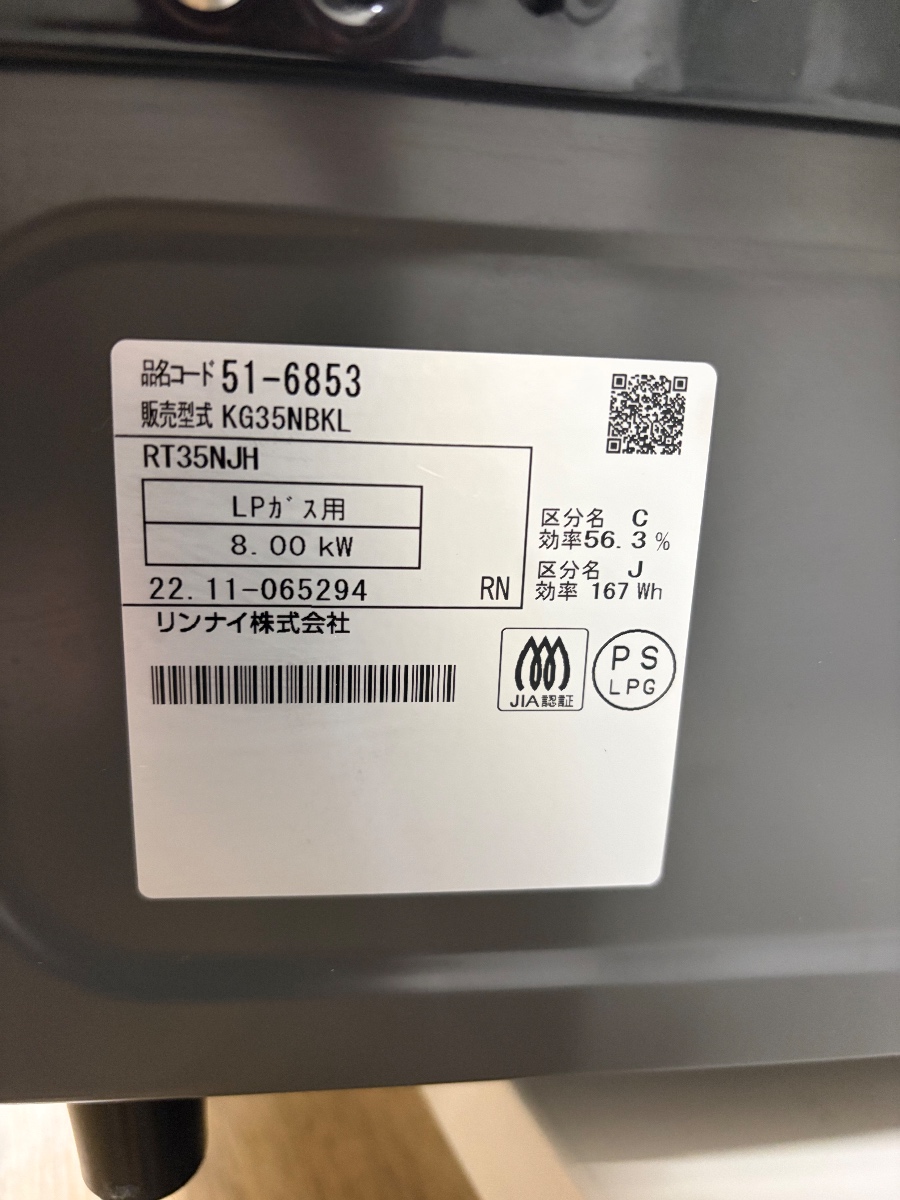 品名コード 51-6853
販売型式 KG35NBKL
RT35NJH
LPガス用
8.00 kW
22.11-065294 RN
リンナイ株式会社
区分名 C
効率56.3%
区分名 J
効率 167 Wh
JIA認証
PS
LPG